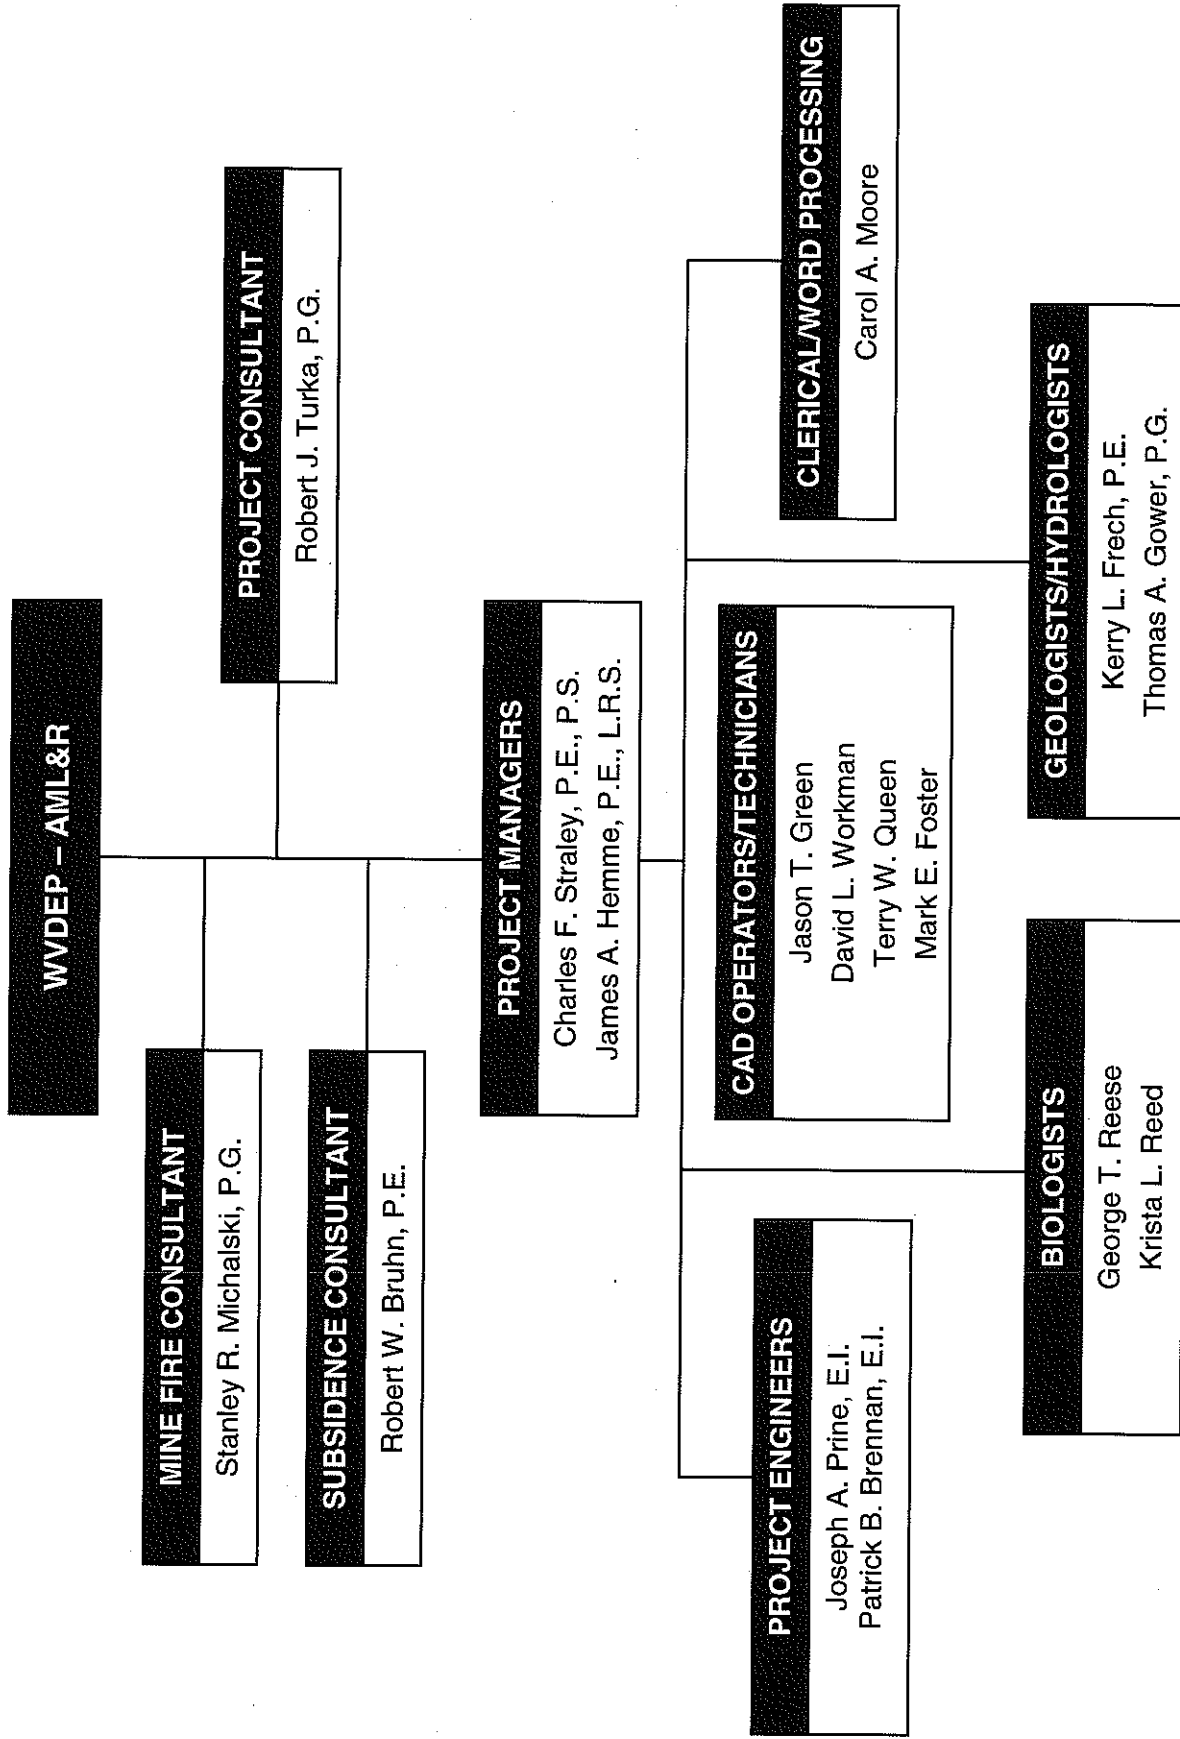 WVDEP – AML&R
MINE FIRE CONSULTANT
Stanley R. Michalski, P.G.
PROJECT CONSULTANT
Robert J. Turka, P.G.
SUBSIDENCE CONSULTANT
Robert W. Bruhn, P.E.
PROJECT MANAGERS
Charles F. Straley, P.E., P.S.
James A. Hemme, P.E., L.R.S.
PROJECT ENGINEERS
Joseph A. Prine, E.I.
Patrick B. Brennan, E.I.
CAD OPERATORS/TECHNICIANS
Jason T. Green
David L. Workman
Terry W. Queen
Mark E. Foster
CLERICAL/WORD PROCESSING
Carol A. Moore
BIOLOGISTS
George T. Reese
Krista L. Reed
GEOLOGISTS/HYDROLOGISTS
Kerry L. Frech, P.E.
Thomas A. Gower, P.G.